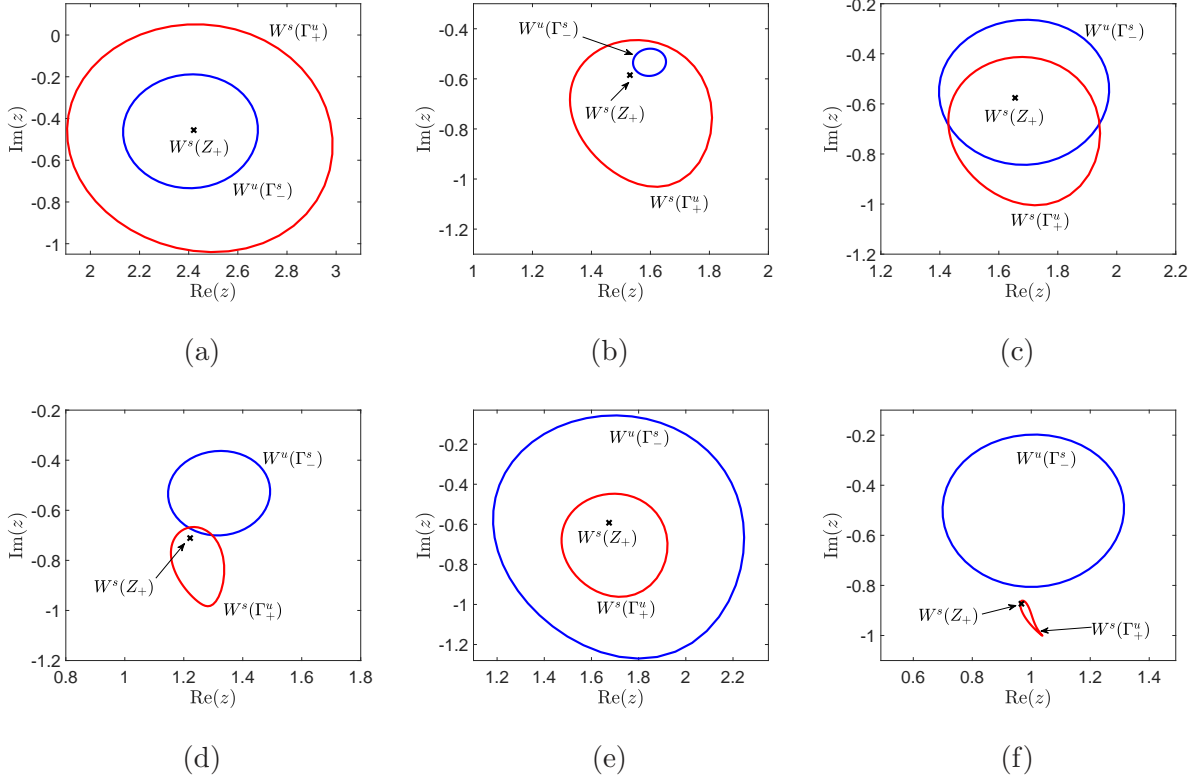 W^s(Γ^u_+)
W^s(Z_+)
W^u(Γ^s_-)
Im(z)
0
-0.2
-0.4
-0.6
-0.8
-1
2
2.2
2.4
2.6
2.8
3
Re(z)
(a)
W^u(Γ^s_-)
W^s(Z_+)
W^s(Γ^u_+)
Im(z)
-0.4
-0.6
-0.8
-1
-1.2
1
1.2
1.4
1.6
1.8
2
Re(z)
(b)
W^u(Γ^s_-)
W^s(Z_+)
W^s(Γ^u_+)
Im(z)
-0.2
-0.4
-0.6
-0.8
-1
-1.2
1.2
1.4
1.6
1.8
2
2.2
Re(z)
(c)
W^u(Γ^s_-)
W^s(Z_+)
W^s(Γ^u_+)
Im(z)
-0.2
-0.4
-0.6
-0.8
-1
-1.2
0.8
1
1.2
1.4
1.6
1.8
Re(z)
(d)
W^u(Γ^s_-)
W^s(Z_+)
W^s(Γ^u_+)
Im(z)
-0.2
-0.4
-0.6
-0.8
-1
-1.2
1.2
1.4
1.6
1.8
2
2.2
Re(z)
(e)
W^u(Γ^s_-)
W^s(Z_+)
W^s(Γ^u_+)
Im(z)
-0.2
-0.4
-0.6
-0.8
-1
0.6
0.8
1
1.2
1.4
Re(z)
(f)